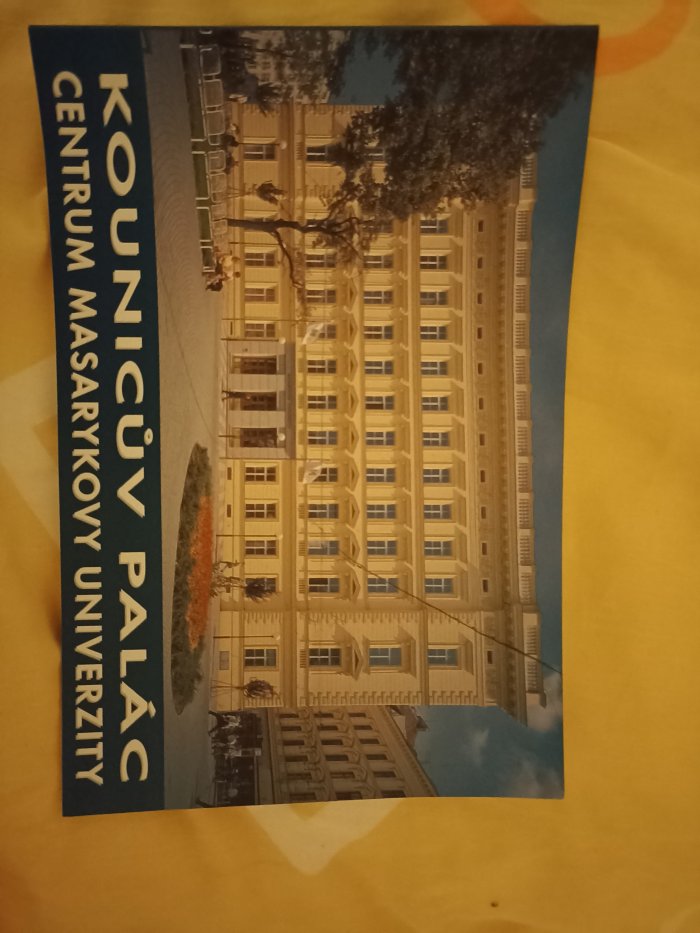 KOUNICŮV PALÁC
CENTRUM MASARYKOVY UNIVERZITY